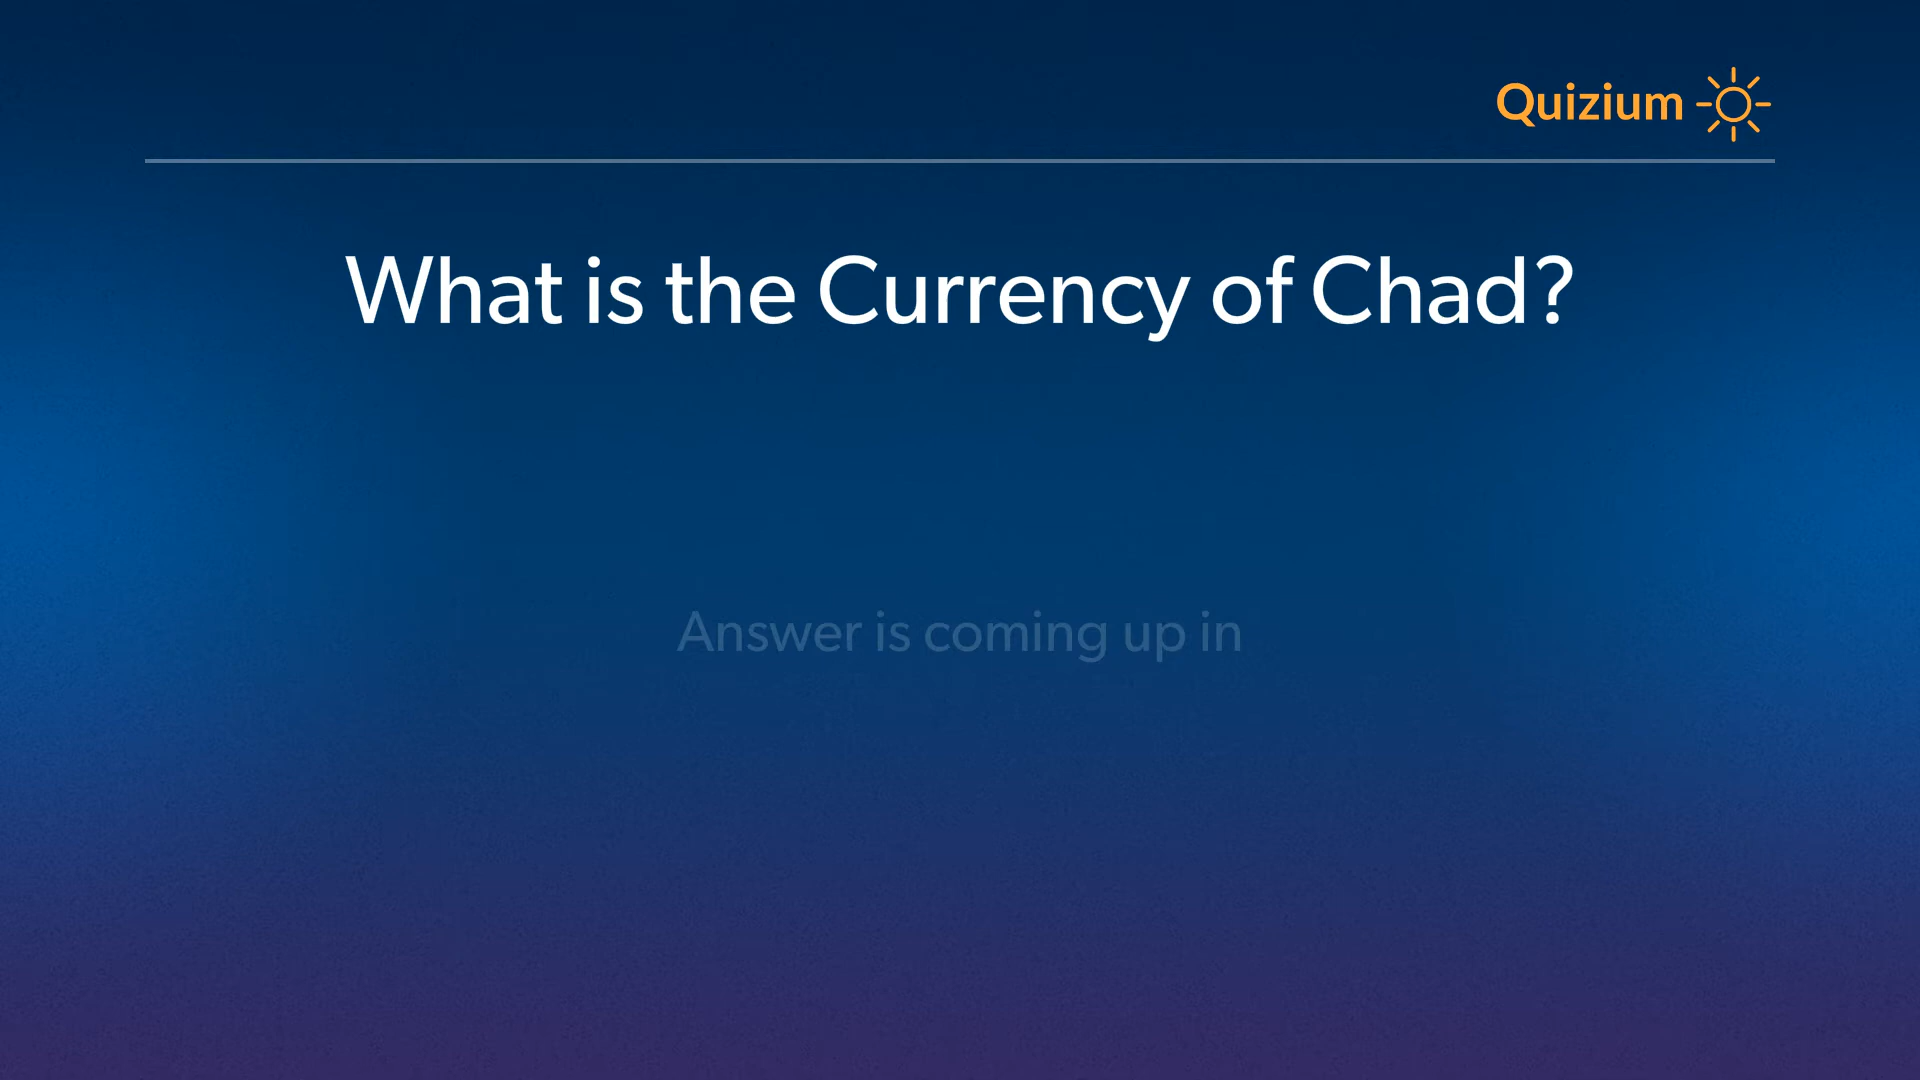 Quizium
What is the Currency of Chad?
Answer is coming up in